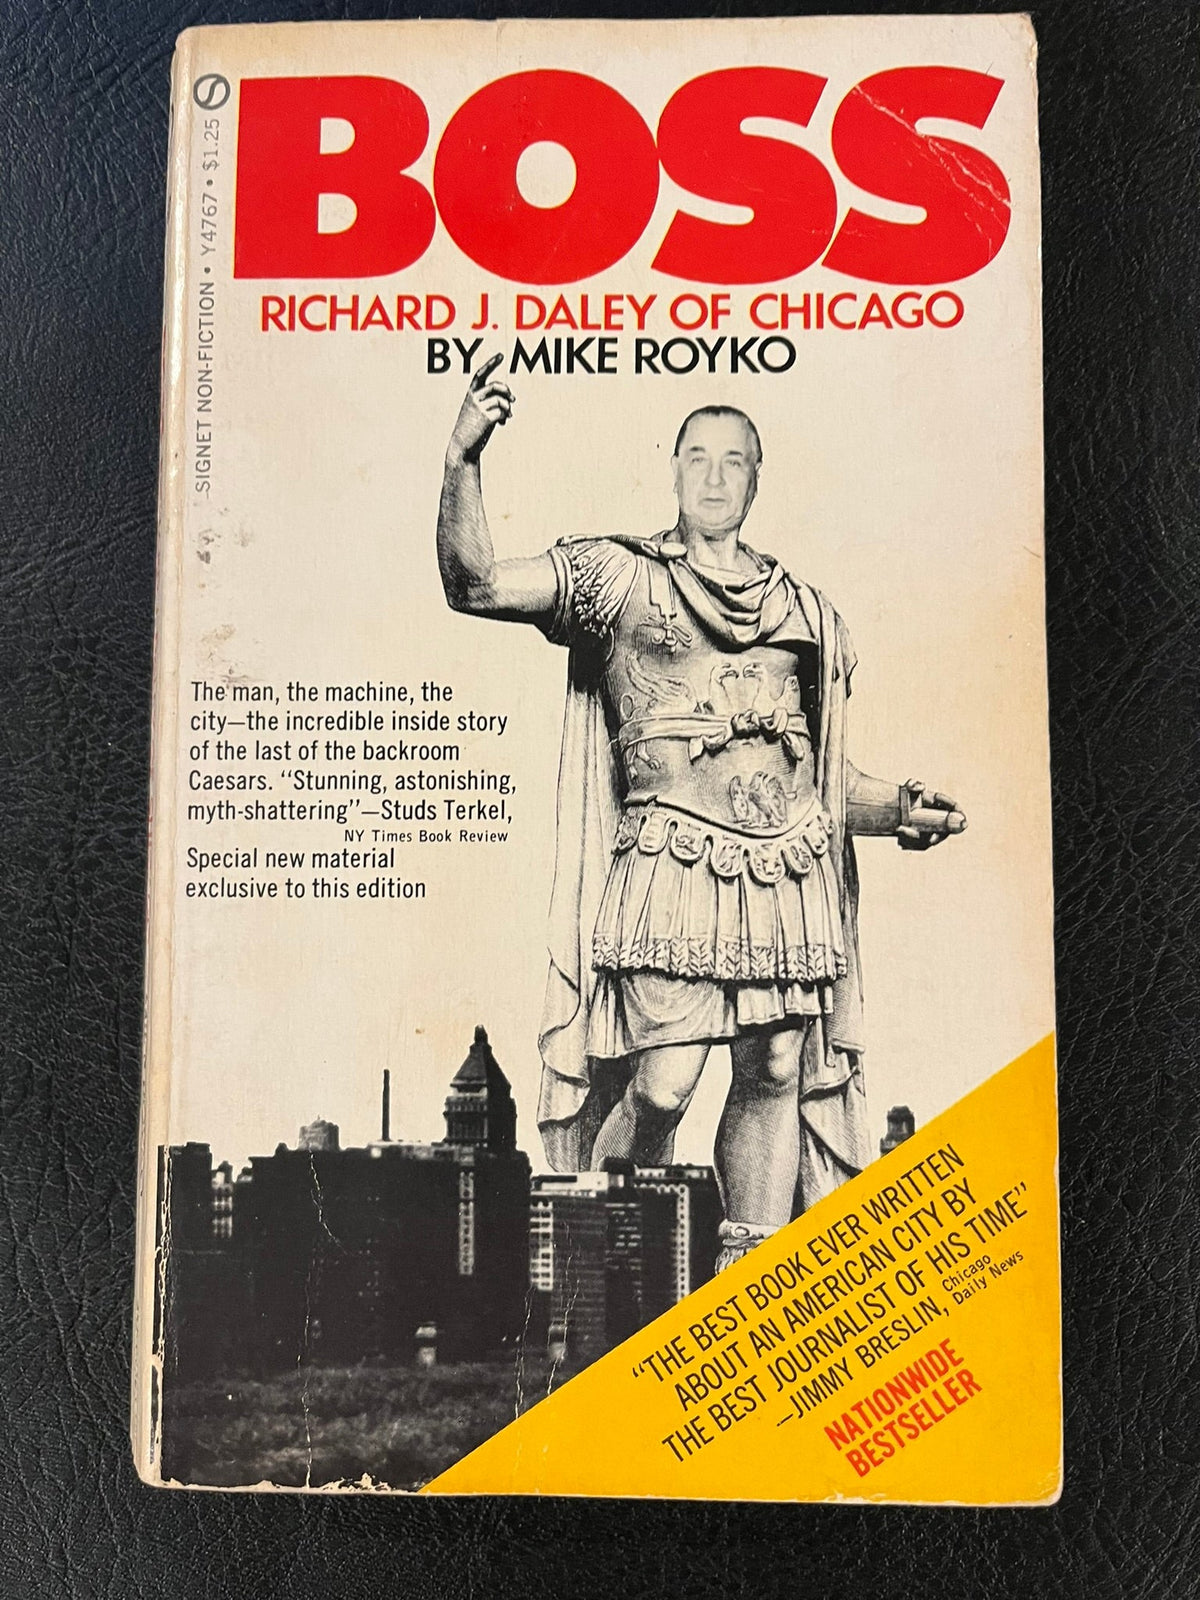 SIGNET NON-FICTION • Y4767 • $1.25
BOSS
RICHARD J. DALEY OF CHICAGO
BY MIKE ROYKO
The man, the machine, the
city—the incredible inside story
of the last of the backroom
Caesars. “Stunning, astonishing,
myth-shattering”—Studs Terkel,
NY Times Book Review
Special new material
exclusive to this edition
“THE BEST BOOK EVER WRITTEN
ABOUT AN AMERICAN CITY BY
THE BEST JOURNALIST OF HIS TIME”
—JIMMY BRESLIN, Chicago
Daily News
NATIONWIDE
BESTSELLER